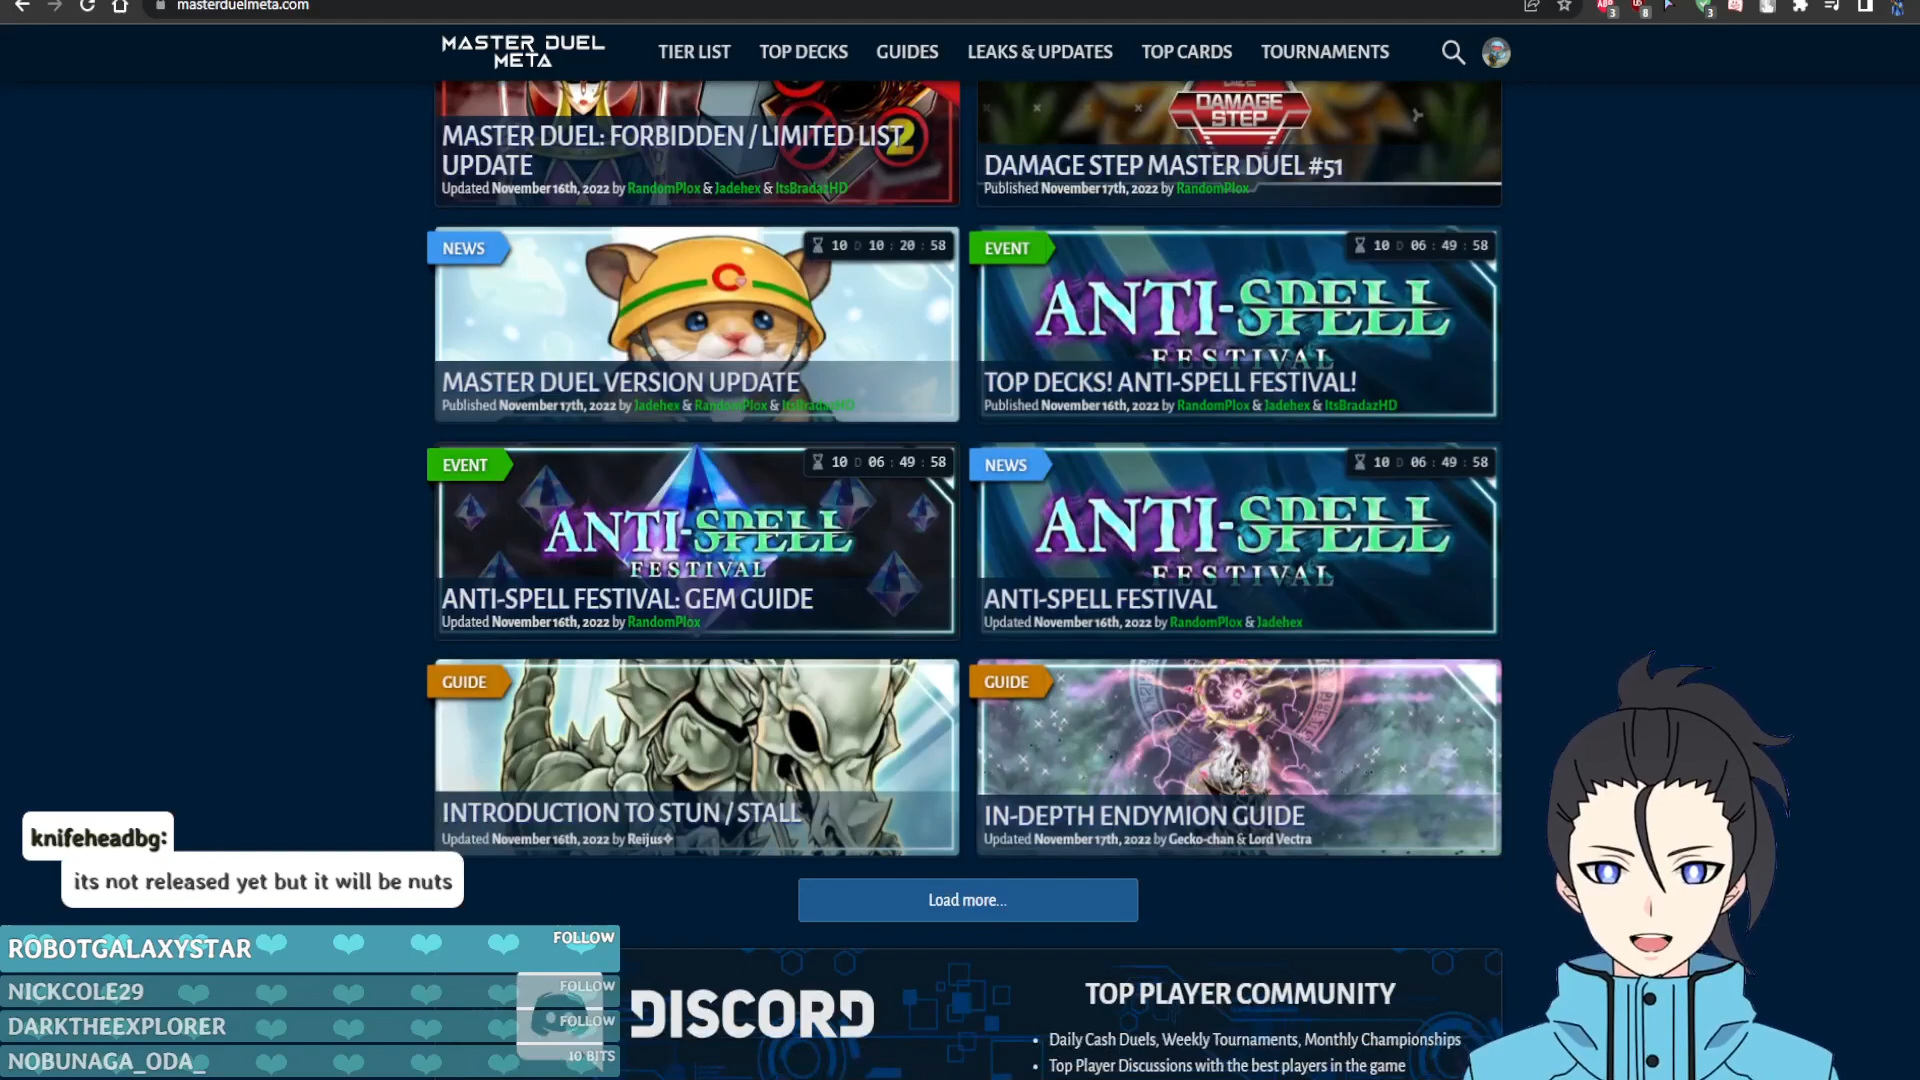 masterduelmeta.com
MASTER DUEL
META
TIER LIST
TOP DECKS
GUIDES
LEAKS & UPDATES
TOP CARDS
TOURNAMENTS
3
8
3
2
MASTER DUEL: FORBIDDEN / LIMITED LIST
UPDATE
Updated November 16th, 2022 by RandomPlox & Jadehex & ItsBradazHD
DAMAGE
STEP
DAMAGE STEP MASTER DUEL #51
Published November 17th, 2022 by RandomPlox
NEWS
10 D 10 : 20 : 58
C
MASTER DUEL VERSION UPDATE
Published November 17th, 2022 by Jadehex & RandomPlox & ItsBradazHD
EVENT
10 D 06 : 49 : 58
ANTI-SPELL
FESTIVAL
TOP DECKS! ANTI-SPELL FESTIVAL!
Published November 16th, 2022 by RandomPlox & Jadehex & ItsBradazHD
EVENT
10 D 06 : 49 : 58
ANTI-SPELL
FESTIVAL
ANTI-SPELL FESTIVAL: GEM GUIDE
Updated November 16th, 2022 by RandomPlox
NEWS
10 D 06 : 49 : 58
ANTI-SPELL
FESTIVAL
ANTI-SPELL FESTIVAL
Updated November 16th, 2022 by RandomPlox & Jadehex
GUIDE
INTRODUCTION TO STUN / STALL
Updated November 16th, 2022 by Reijus✧
GUIDE
IN-DEPTH ENDYMION GUIDE
Updated November 17th, 2022 by Gecko-chan & Lord Vectra
Load more...
knifeheadbg:
its not released yet but it will be nuts
ROBOTGALAXYSTAR FOLLOW
NICKCOLE29 FOLLOW
DARKTHEEXPLORER FOLLOW
NOBUNAGA_ODA_ 10 BITS
DISCORD
TOP PLAYER COMMUNITY
• Daily Cash Duels, Weekly Tournaments, Monthly Championships
• Top Player Discussions with the best players in the game